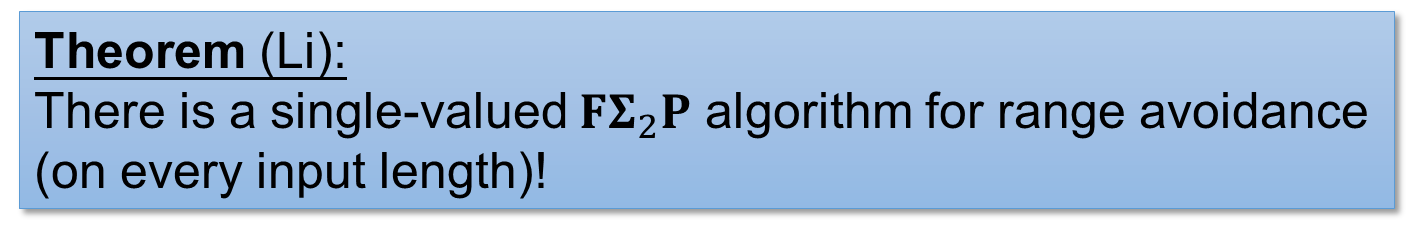 Theorem (Li):
There is a single-valued FΣ₂P algorithm for range avoidance
(on every input length)!